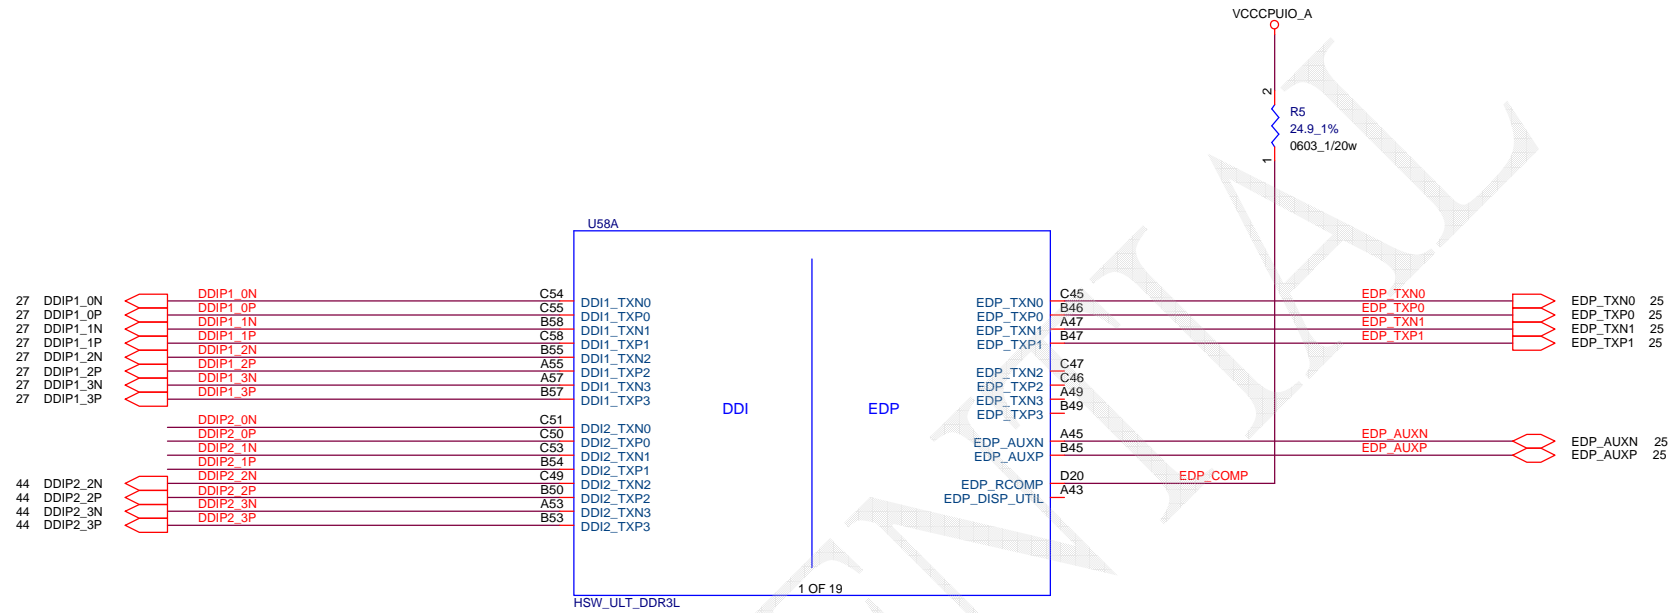 VCCCPUIO_A
2
R5
24.9_1%
0603_1/20w
1
U58A
27 DDIP1_0N DDIP1_0N C54 DDI1_TXN0 EDP_TXN0 C45 EDP_TXN0 EDP_TXN0 25
27 DDIP1_0P DDIP1_0P C55 DDI1_TXP0 EDP_TXP0 B46 EDP_TXP0 EDP_TXP0 25
27 DDIP1_1N DDIP1_1N B58 DDI1_TXN1 EDP_TXN1 A47 EDP_TXN1 EDP_TXN1 25
27 DDIP1_1P DDIP1_1P C58 DDI1_TXP1 EDP_TXP1 B47 EDP_TXP1 EDP_TXP1 25
27 DDIP1_2N DDIP1_2N B55 DDI1_TXN2
27 DDIP1_2P DDIP1_2P A55 DDI1_TXP2 EDP_TXN2 C47
27 DDIP1_3N DDIP1_3N A57 DDI1_TXN3 EDP_TXP2 C46
27 DDIP1_3P DDIP1_3P B57 DDI1_TXP3 EDP_TXN3 A49
DDI EDP EDP_TXP3 B49
DDIP2_0N C51 DDI2_TXN0
DDIP2_0P C50 DDI2_TXP0 EDP_AUXN A45 EDP_AUXN EDP_AUXN 25
DDIP2_1N C53 DDI2_TXN1 EDP_AUXP B45 EDP_AUXP EDP_AUXP 25
DDIP2_1P B54 DDI2_TXP1
44 DDIP2_2N DDIP2_2N C49 DDI2_TXN2 EDP_RCOMP D20 EDP_COMP
44 DDIP2_2P DDIP2_2P B50 DDI2_TXP2 EDP_DISP_UTIL A43
44 DDIP2_3N DDIP2_3N A53 DDI2_TXN3
44 DDIP2_3P DDIP2_3P B53 DDI2_TXP3
1 OF 19
HSW_ULT_DDR3L